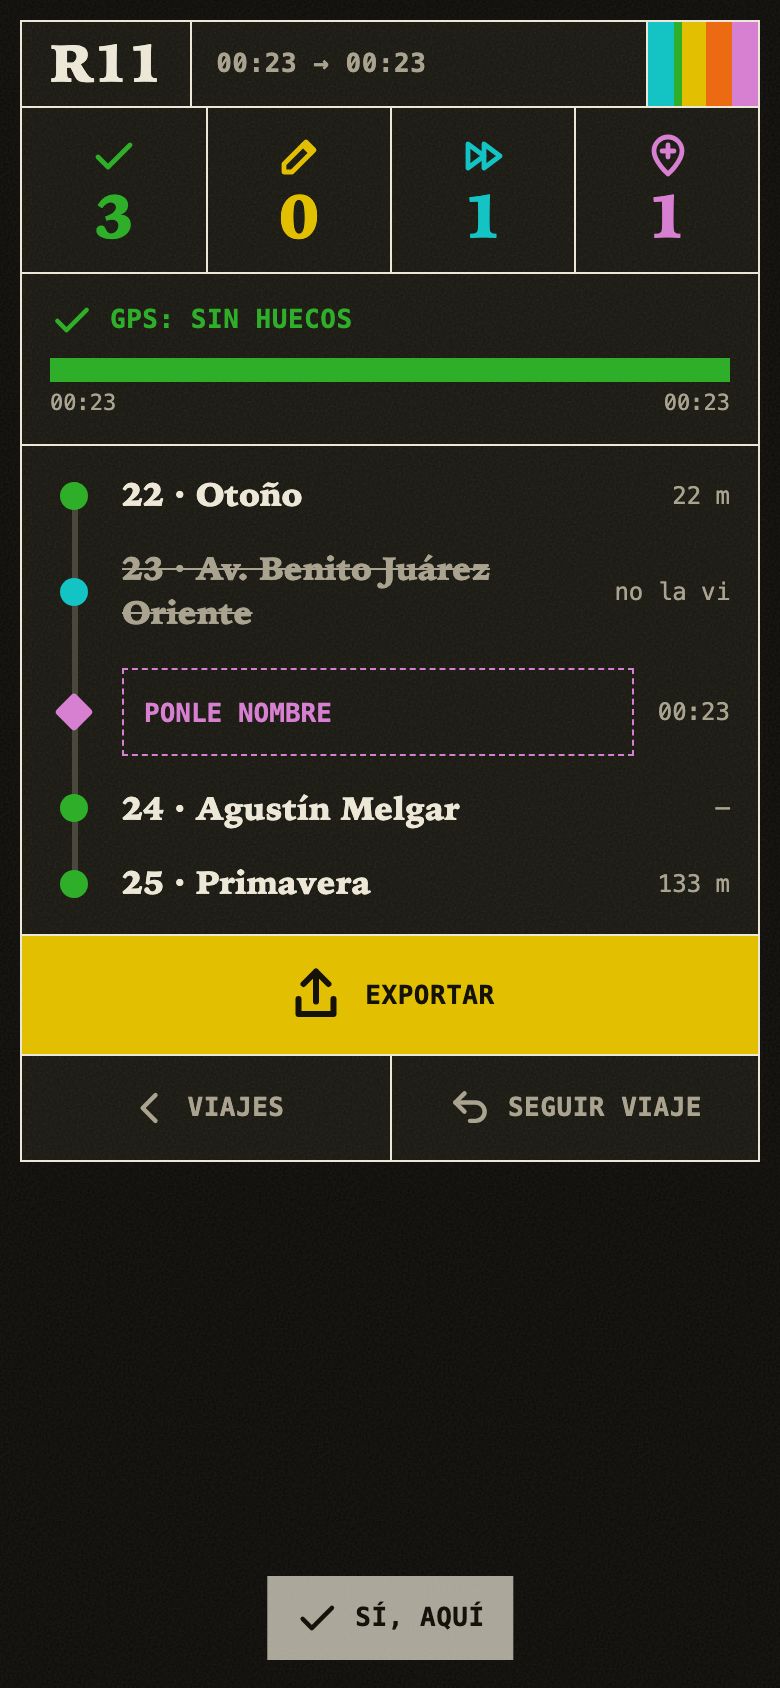 R11
00:23 → 00:23
3
0
1
1
GPS: SIN HUECOS
00:23
00:23
22 · Otoño
22 m
23 · Av. Benito Juárez
Oriente
no la vi
PONLE NOMBRE
00:23
24 · Agustín Melgar
—
25 · Primavera
133 m
EXPORTAR
VIAJES
SEGUIR VIAJE
SÍ, AQUÍ